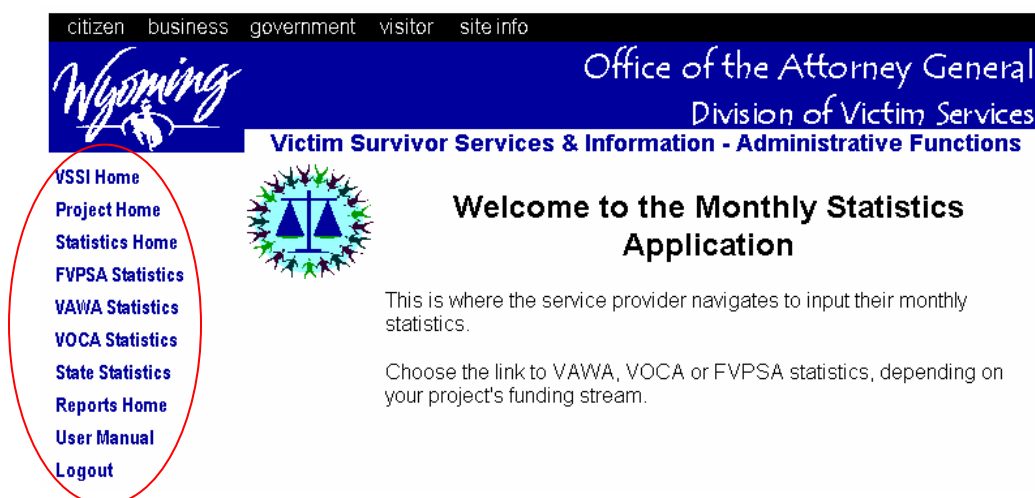 citizen business government visitor site info
Wyoming
Office of the Attorney General
Division of Victim Services
Victim Survivor Services & Information - Administrative Functions
VSSI Home
Project Home
Statistics Home
FVPSA Statistics
VAWA Statistics
VOCA Statistics
State Statistics
Reports Home
User Manual
Logout
Welcome to the Monthly Statistics
Application
This is where the service provider navigates to input their monthly
statistics.
Choose the link to VAWA, VOCA or FVPSA statistics, depending on
your project's funding stream.